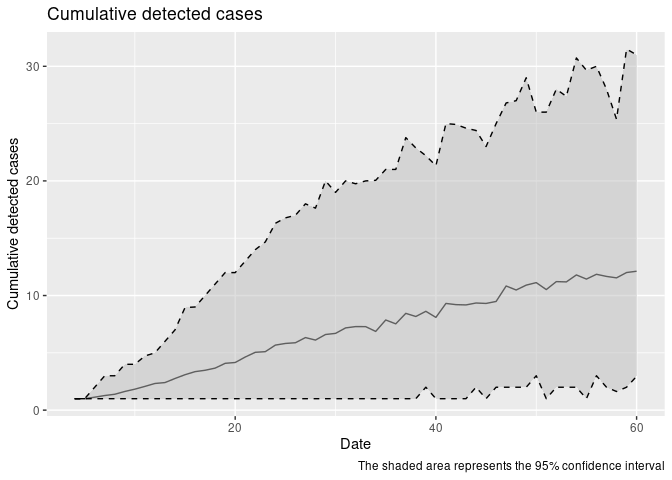 Cumulative detected cases
Cumulative detected cases
30
20
10
0
20
40
60
Date
The shaded area represents the 95% confidence interval